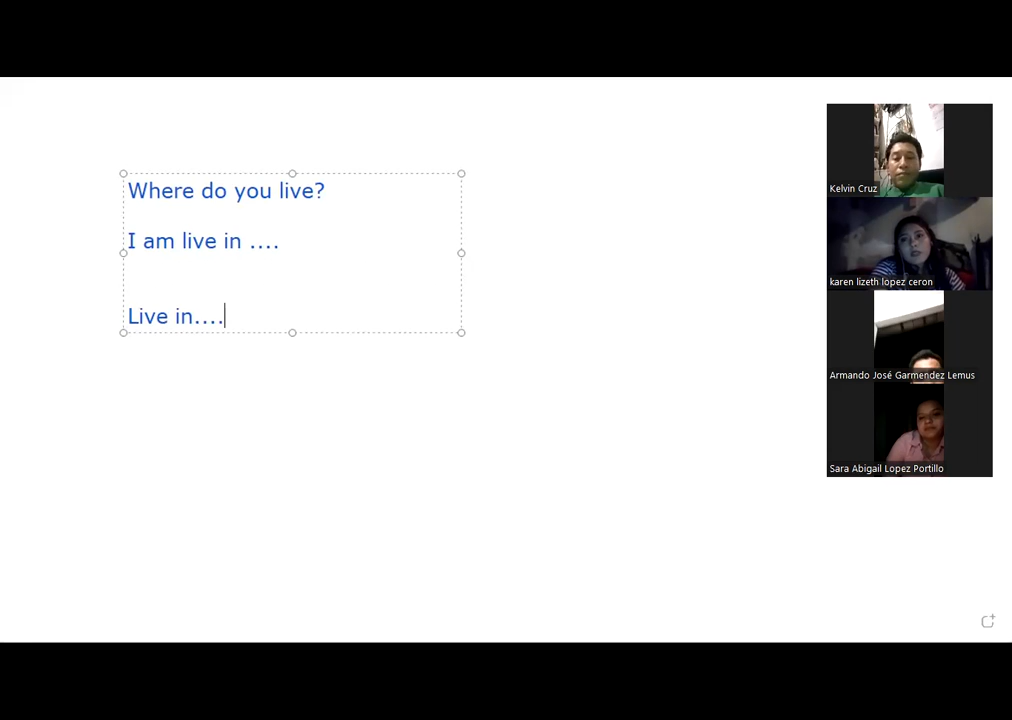 Where do you live?
I am live in ....
Live in....
Kelvin Cruz
karen lizeth lopez ceron
Armando José Garmendez Lemus
Sara Abigail Lopez Portillo